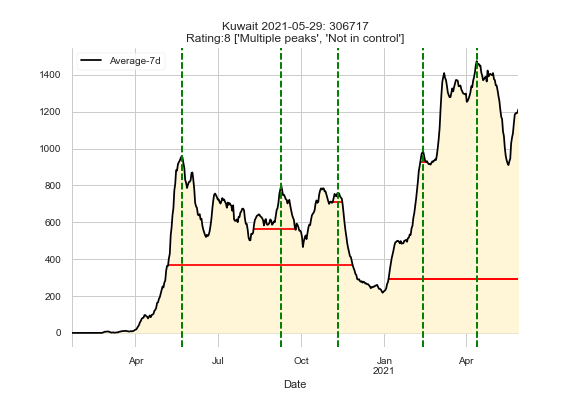 Kuwait 2021-05-29: 306717
Rating:8 ['Multiple peaks', 'Not in control']
Average-7d
1400
1200
1000
800
600
400
200
0
Apr
Jul
Oct
Jan
2021
Apr
Date